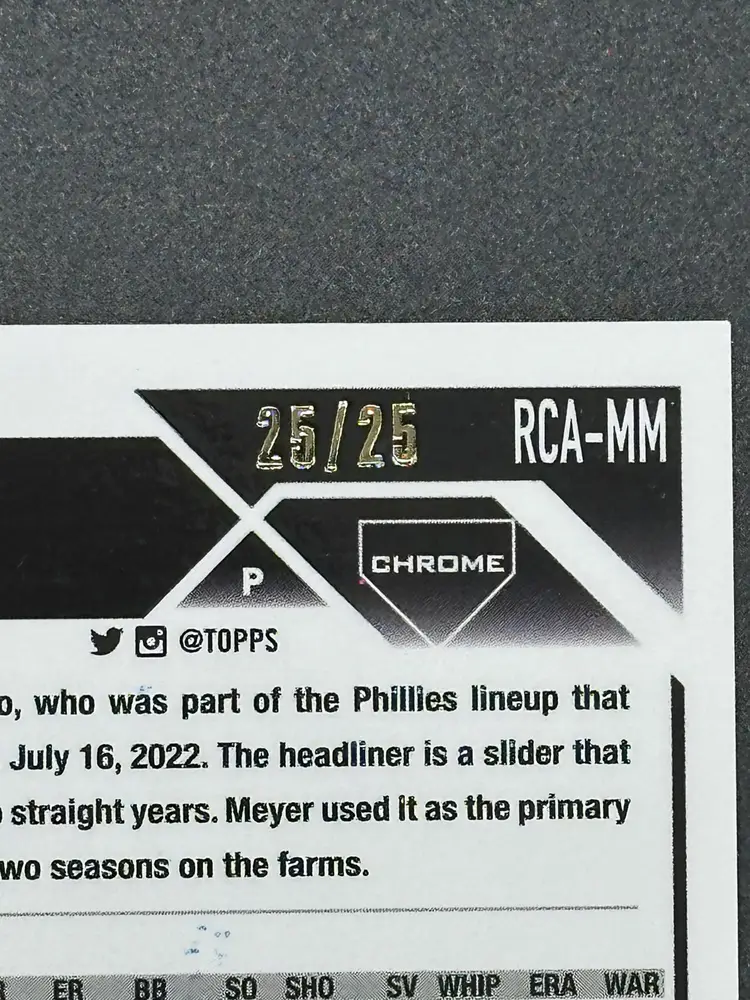 25/25 RCA-MM
CHROME
P
@TOPPS
o, who was part of the Phillies lineup that
July 16, 2022. The headliner is a slider that
straight years. Meyer used it as the primary
wo seasons on the farms.
ER BB SO SHO SV WHIP ERA WAR